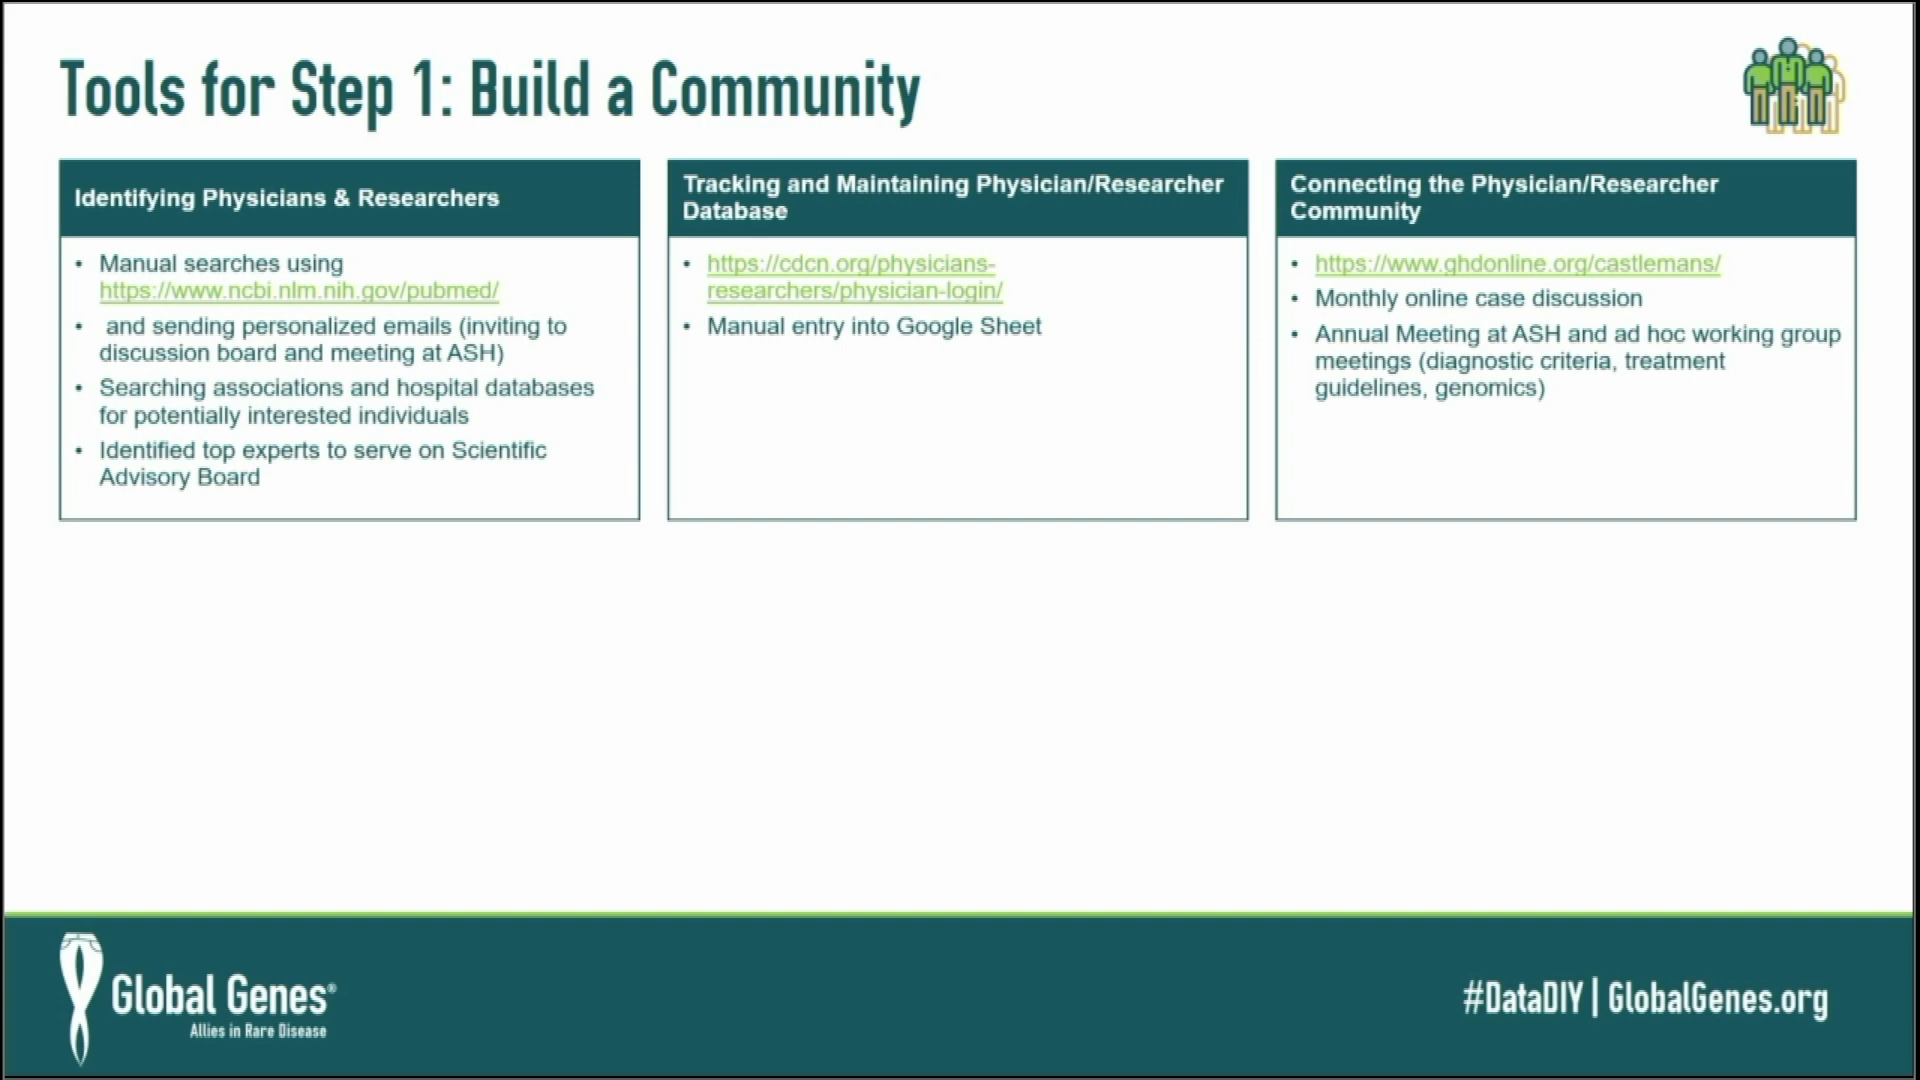 Tools for Step 1: Build a Community
Identifying Physicians & Researchers
• Manual searches using
https://www.ncbi.nlm.nih.gov/pubmed/
• and sending personalized emails (inviting to
discussion board and meeting at ASH)
• Searching associations and hospital databases
for potentially interested individuals
• Identified top experts to serve on Scientific
Advisory Board
Tracking and Maintaining Physician/Researcher
Database
• https://cdcn.org/physicians-
researchers/physician-login/
• Manual entry into Google Sheet
Connecting the Physician/Researcher
Community
• https://www.ghdonline.org/castlemans/
• Monthly online case discussion
• Annual Meeting at ASH and ad hoc working group
meetings (diagnostic criteria, treatment
guidelines, genomics)
Global Genes®
Allies in Rare Disease
#DataDIY | GlobalGenes.org